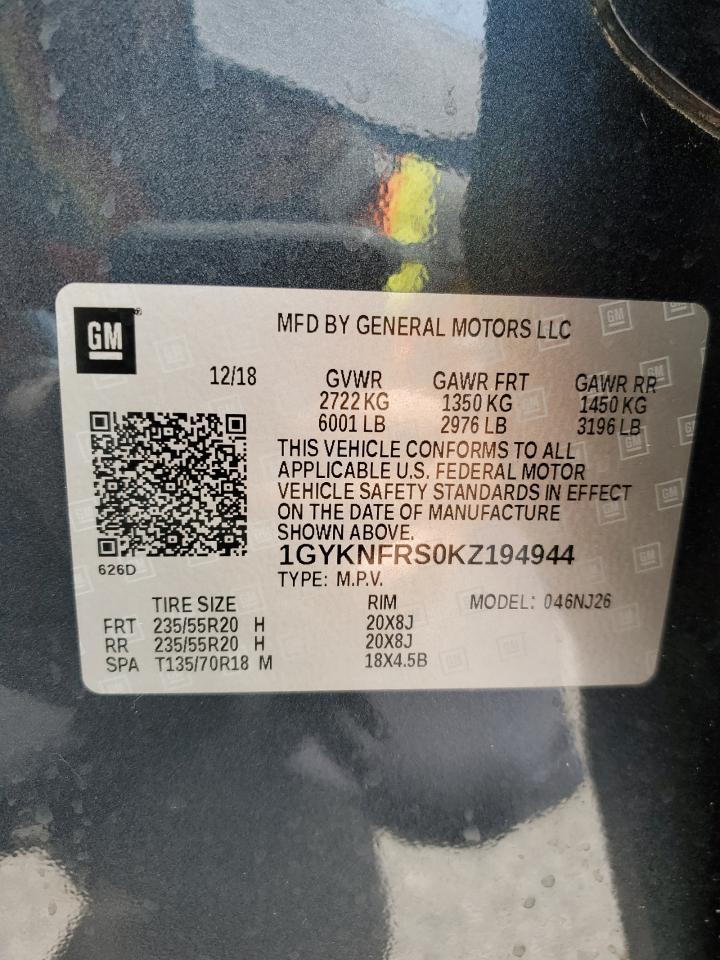 GM
MFD BY GENERAL MOTORS LLC
12/18 GVWR GAWR FRT GAWR RR
2722 KG 1350 KG 1450 KG
6001 LB 2976 LB 3196 LB
THIS VEHICLE CONFORMS TO ALL
APPLICABLE U.S. FEDERAL MOTOR
VEHICLE SAFETY STANDARDS IN EFFECT
ON THE DATE OF MANUFACTURE
SHOWN ABOVE.
1GYKNFRS0KZ194944
626D
TYPE: M.P.V.
TIRE SIZE RIM MODEL: 046NJ26
FRT 235/55R20 H 20X8J
RR 235/55R20 H 20X8J
SPA T135/70R18 M 18X4.5B